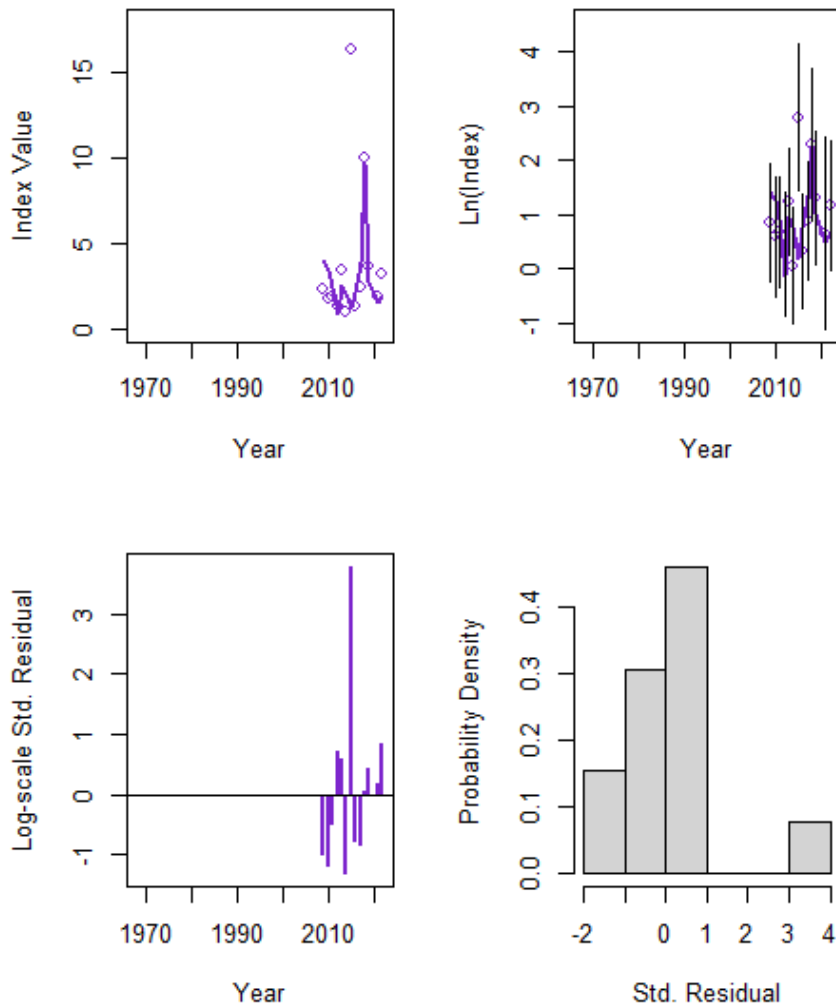 Index Value
0 5 10 15
1970 1990 2010
Year
Ln(Index)
-1 0 1 2 3 4
1970 1990 2010
Year
Log-scale Std. Residual
-1 0 1 2 3
1970 1990 2010
Year
Probability Density
0.0 0.1 0.2 0.3 0.4
-2 0 1 2 3 4
Std. Residual